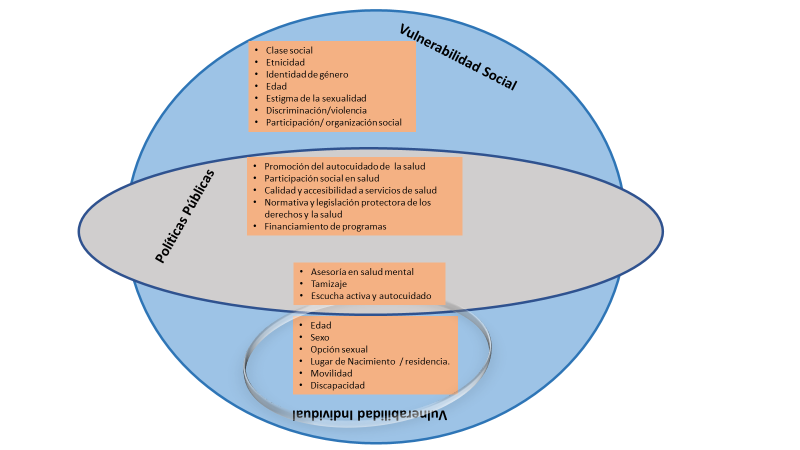 Vulnerabilidad Social
• Clase social
• Etnicidad
• Identidad de género
• Edad
• Estigma de la sexualidad
• Discriminación/violencia
• Participación/ organización social
Políticas Públicas
• Promoción del autocuidado de la salud
• Participación social en salud
• Calidad y accesibilidad a servicios de salud
• Normativa y legislación protectora de los
derechos y la salud
• Financiamiento de programas
• Asesoría en salud mental
• Tamizaje
• Escucha activa y autocuidado
• Edad
• Sexo
• Opción sexual
• Lugar de Nacimiento / residencia.
• Movilidad
• Discapacidad
Vulnerabilidad Individual